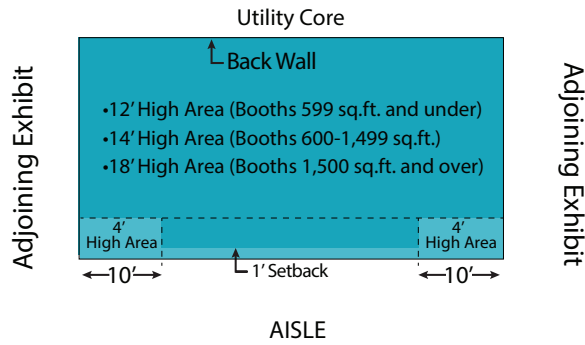 Utility Core
Back Wall
Adjoining Exhibit
•12' High Area (Booths 599 sq.ft. and under)
•14' High Area (Booths 600-1,499 sq.ft.)
•18' High Area (Booths 1,500 sq.ft. and over)
Adjoining Exhibit
4'
High Area
4'
High Area
10'
1' Setback
10'
AISLE